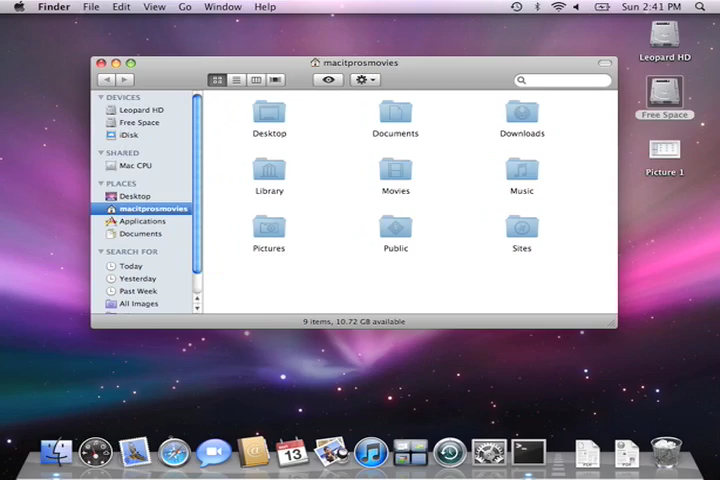 Finder File Edit View Go Window Help Sun 2:41 PM
macitprosmovies
Leopard HD
Free Space
Picture 1
DEVICES
Leopard HD
Free Space
iDisk
SHARED
Mac CPU
PLACES
Desktop
macitprosmovies
Applications
Documents
SEARCH FOR
Today
Yesterday
Past Week
All Images
Desktop Documents Downloads
Library Movies Music
Pictures Public Sites
9 items, 10.72 GB available
13
PDF PDF